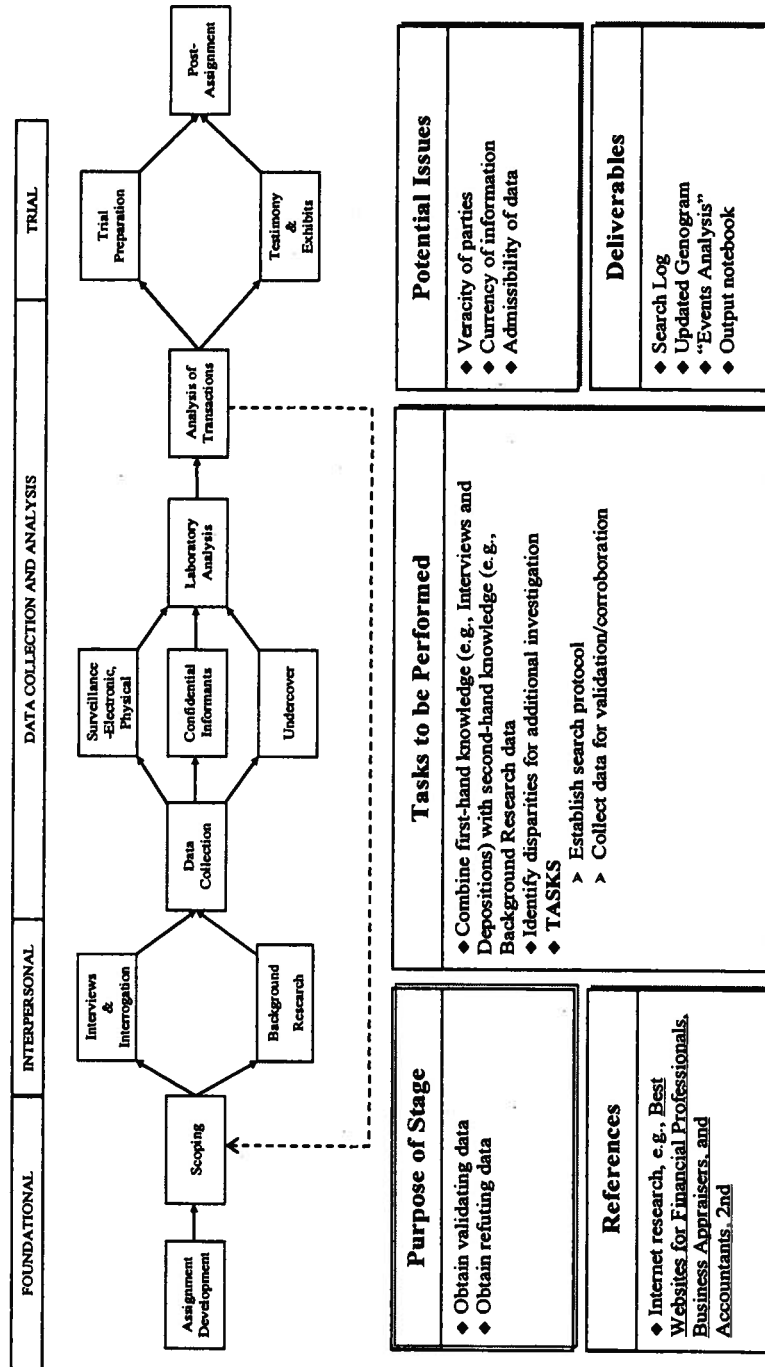 FOUNDATIONAL
INTERPERSONAL
DATA COLLECTION AND ANALYSIS
TRIAL
Assignment
Development
Scoping
Interviews
&
Interrogation
Background
Research
Data
Collection
Surveillance
-Electronic,
Physical
Confidential
Informants
Undercover
Laboratory
Analysis
Analysis of
Transactions
Trial
Preparation
Testimony
&
Exhibits
Post-
Assignment
Purpose of Stage
◆ Obtain validating data
◆ Obtain refuting data
References
◆ Internet research, e.g., Best
Websites for Financial Professionals,
Business Appraisers, and
Accountants, 2nd
Tasks to be Performed
◆ Combine first-hand knowledge (e.g., Interviews and
Depositions) with second-hand knowledge (e.g.,
Background Research data
◆ Identify disparities for additional investigation
◆ TASKS
➤ Establish search protocol
➤ Collect data for validation/corroboration
Potential Issues
◆ Veracity of parties
◆ Currency of information
◆ Admissibility of data
Deliverables
◆ Search Log
◆ Updated Genogram
◆ “Events Analysis”
◆ Output notebook